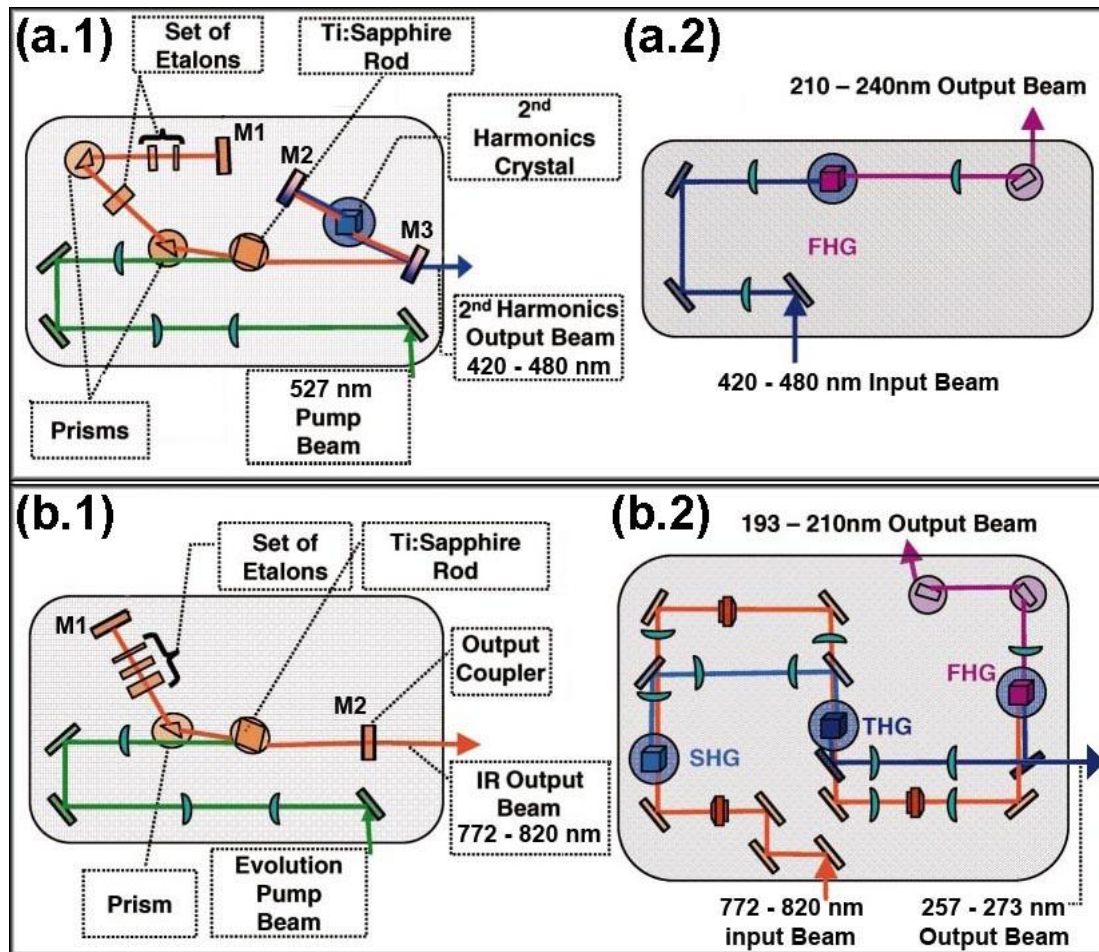 (a.1)
Set of
Etalons
Ti:Sapphire
Rod
M1
M2
2nd
Harmonics
Crystal
M3
2nd Harmonics
Output Beam
420 - 480 nm
527 nm
Pump
Beam
Prisms
(a.2)
210 – 240nm Output Beam
FHG
420 - 480 nm Input Beam
(b.1)
Set of
Etalons
Ti:Sapphire
Rod
M1
Output
Coupler
M2
IR Output
Beam
772 - 820 nm
Evolution
Pump
Beam
Prism
(b.2)
193 – 210nm Output Beam
FHG
THG
SHG
772 - 820 nm
input Beam
257 - 273 nm
Output Beam